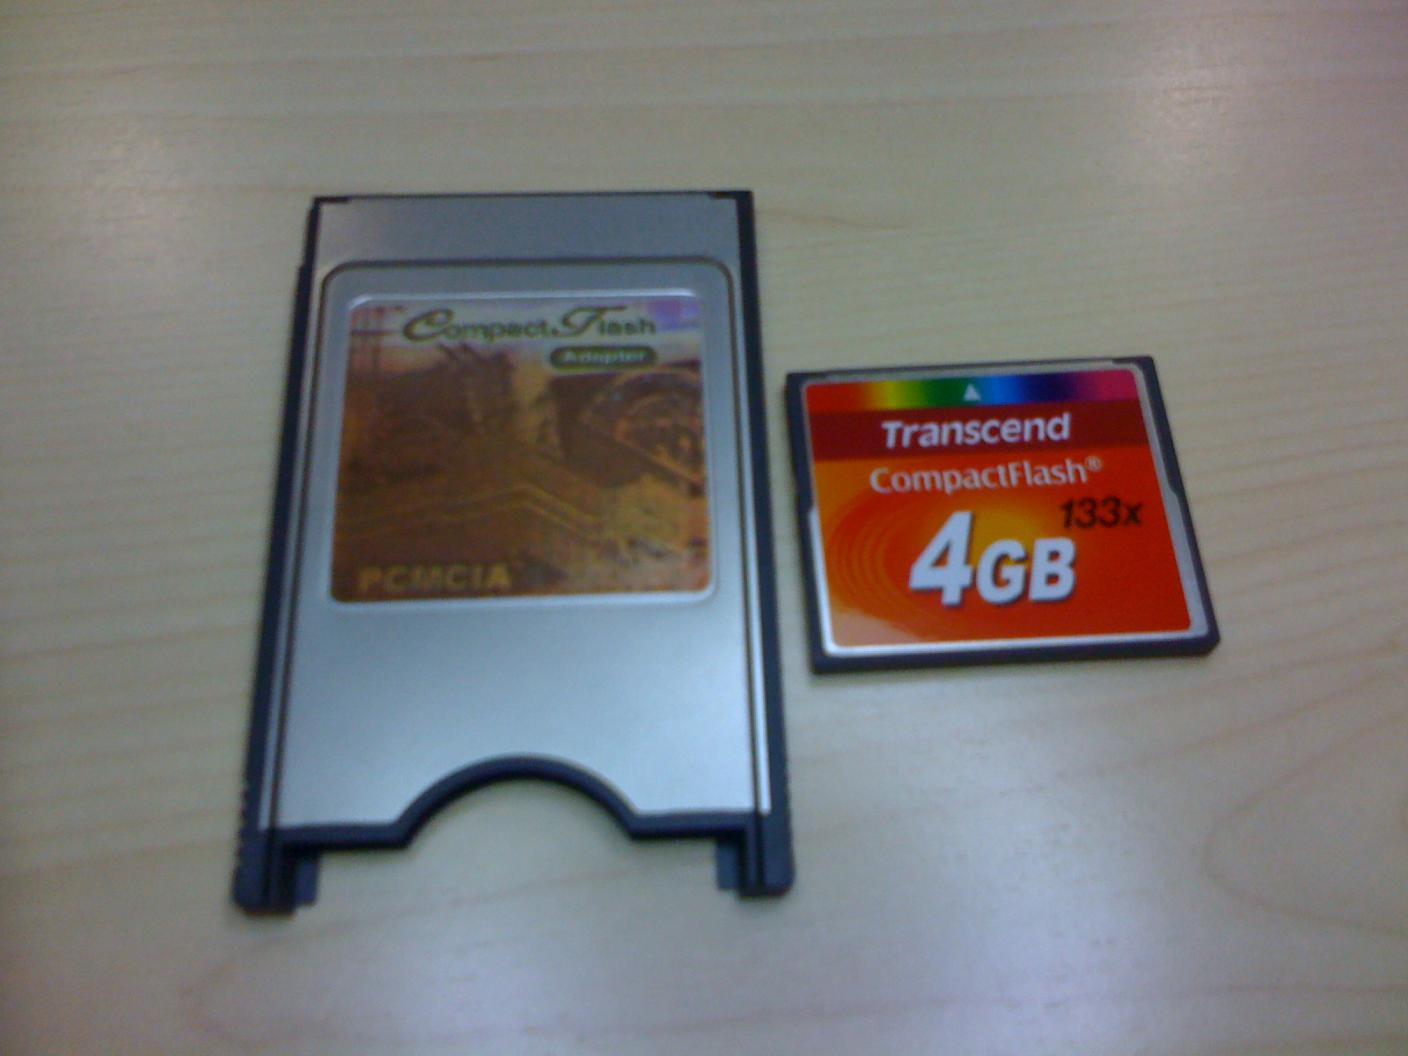 CompactFlash
Adapter
PCMCIA
Transcend
CompactFlash®
133x
4GB